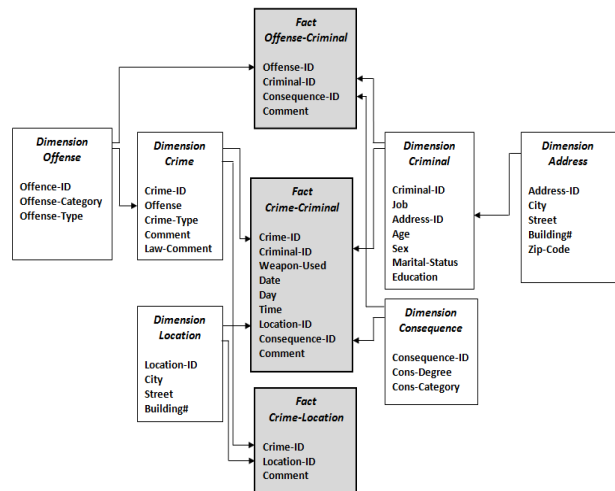 Fact
Offense-Criminal
Offense-ID
Criminal-ID
Consequence-ID
Comment
Dimension
Offense
Offence-ID
Offense-Category
Offense-Type
Dimension
Crime
Crime-ID
Offense
Crime-Type
Comment
Law-Comment
Fact
Crime-Criminal
Crime-ID
Criminal-ID
Weapon-Used
Date
Day
Time
Location-ID
Consequence-ID
Comment
Dimension
Criminal
Criminal-ID
Job
Address-ID
Age
Sex
Marital-Status
Education
Dimension
Address
Address-ID
City
Street
Building#
Zip-Code
Dimension
Location
Location-ID
City
Street
Building#
Dimension
Consequence
Consequence-ID
Cons-Degree
Cons-Category
Fact
Crime-Location
Crime-ID
Location-ID
Comment